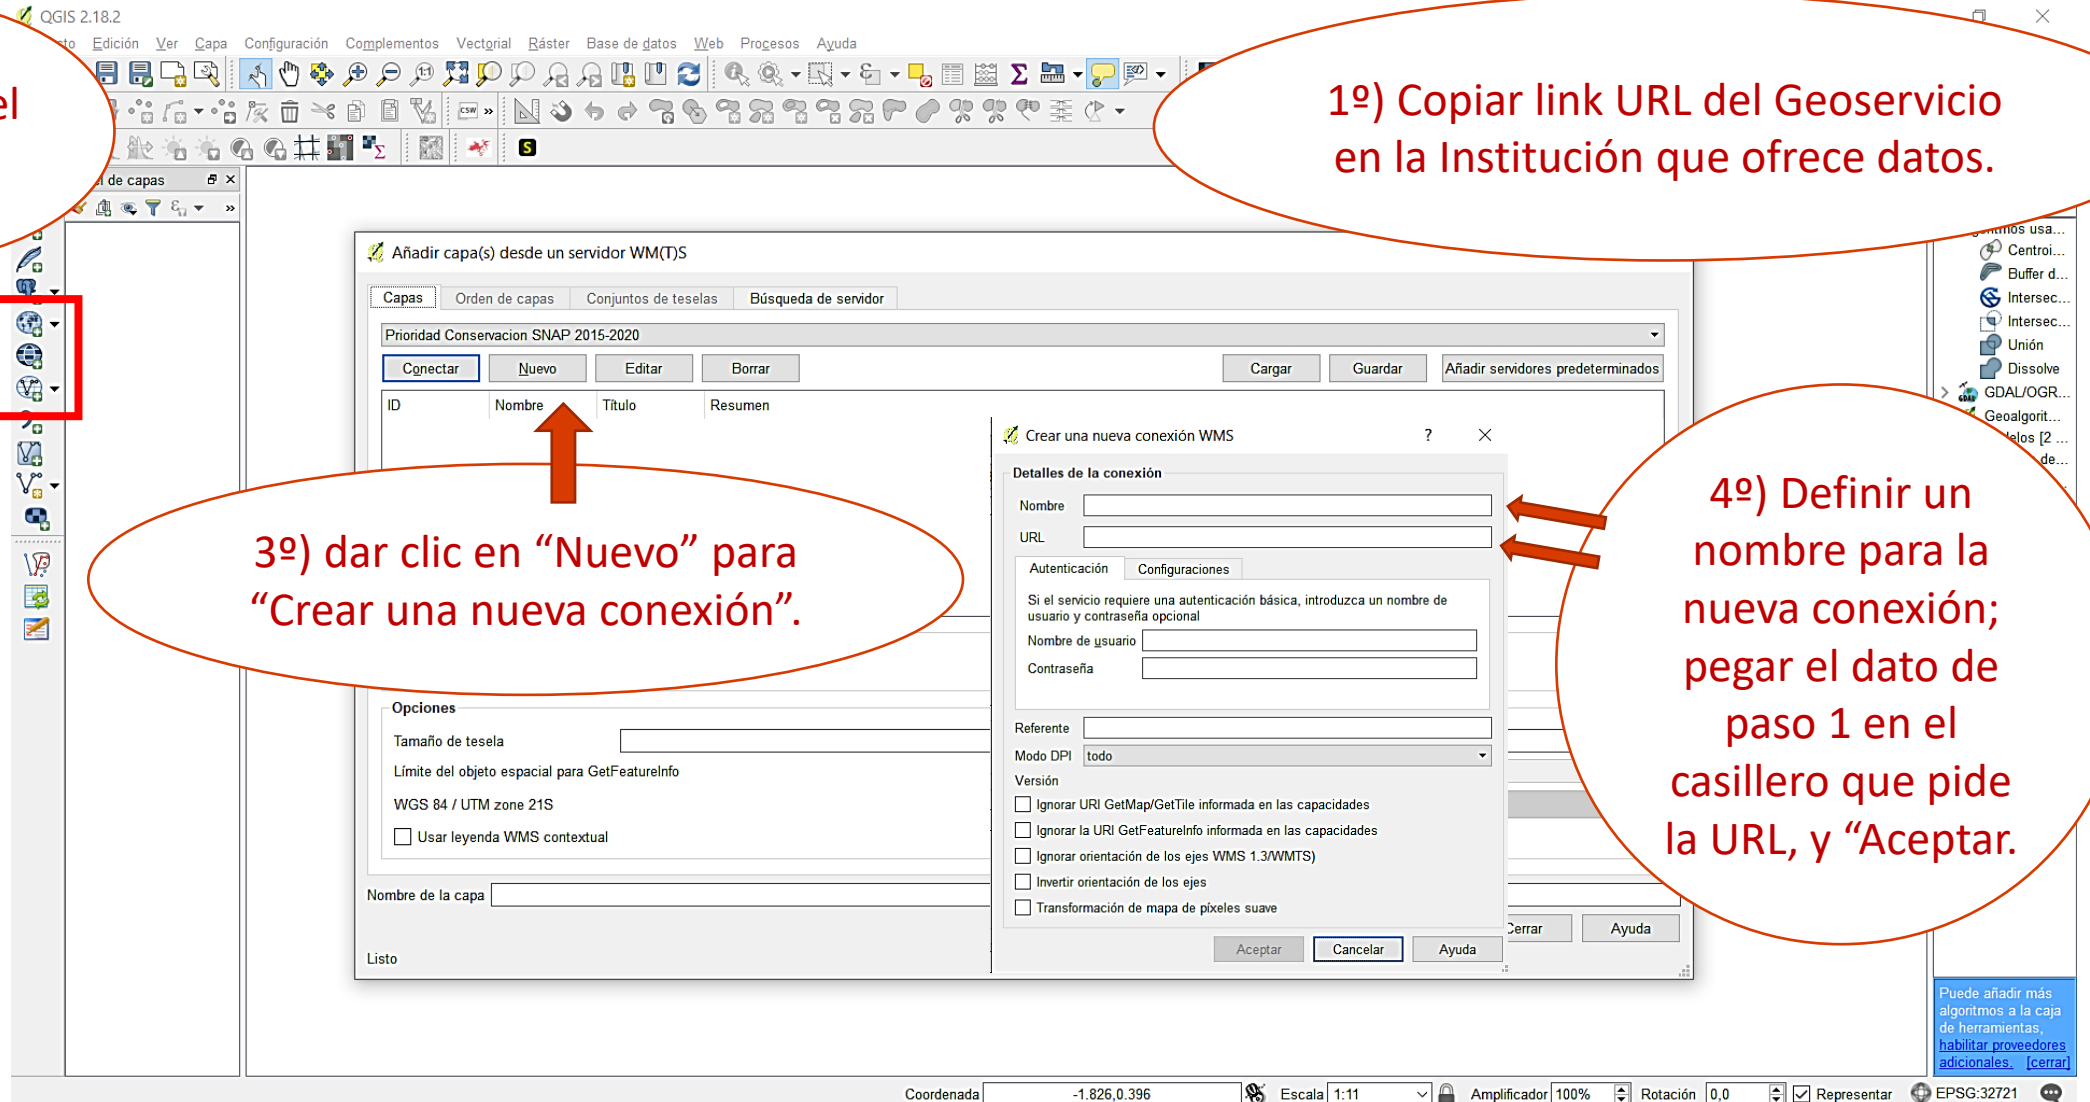 QGIS 2.18.2
Edición Ver Capa Configuración Complementos Vectorial Ráster Base de datos Web Procesos Ayuda
el
1º) Copiar link URL del Geoservicio
en la Institución que ofrece datos.
de capas
Añadir capa(s) desde un servidor WM(T)S
Capas Orden de capas Conjuntos de teselas Búsqueda de servidor
Prioridad Conservacion SNAP 2015-2020
Conectar Nuevo Editar Borrar Cargar Guardar Añadir servidores predeterminados
ID Nombre Título Resumen
3º) dar clic en “Nuevo” para
“Crear una nueva conexión”.
Opciones
Tamaño de tesela
Límite del objeto espacial para GetFeatureInfo
WGS 84 / UTM zone 21S
Usar leyenda WMS contextual
Nombre de la capa
Cerrar Ayuda
Listo
Crear una nueva conexión WMS ?
Detalles de la conexión
Nombre
URL
Autenticación Configuraciones
Si el servicio requiere una autenticación básica, introduzca un nombre de
usuario y contraseña opcional
Nombre de usuario
Contraseña
Referente
Modo DPI todo
Versión
Ignorar URI GetMap/GetTile informada en las capacidades
Ignorar la URI GetFeatureInfo informada en las capacidades
Ignorar orientación de los ejes WMS 1.3/WMTS)
Invertir orientación de los ejes
Transformación de mapa de píxeles suave
Aceptar Cancelar Ayuda
4º) Definir un
nombre para la
nueva conexión;
pegar el dato de
paso 1 en el
casillero que pide
la URL, y “Aceptar.
usa...
Centroi...
Buffer d...
Intersec...
Intersec...
Unión
Dissolve
GDAL/OGR...
Geoalgorit...
[2 ...
de...
Puede añadir más
algoritmos a la caja
de herramientas,
habilitar proveedores
adicionales. [cerrar]
Coordenada -1.826,0.396 Escala 1:11 Amplificador 100% Rotación 0,0 Representar EPSG:32721